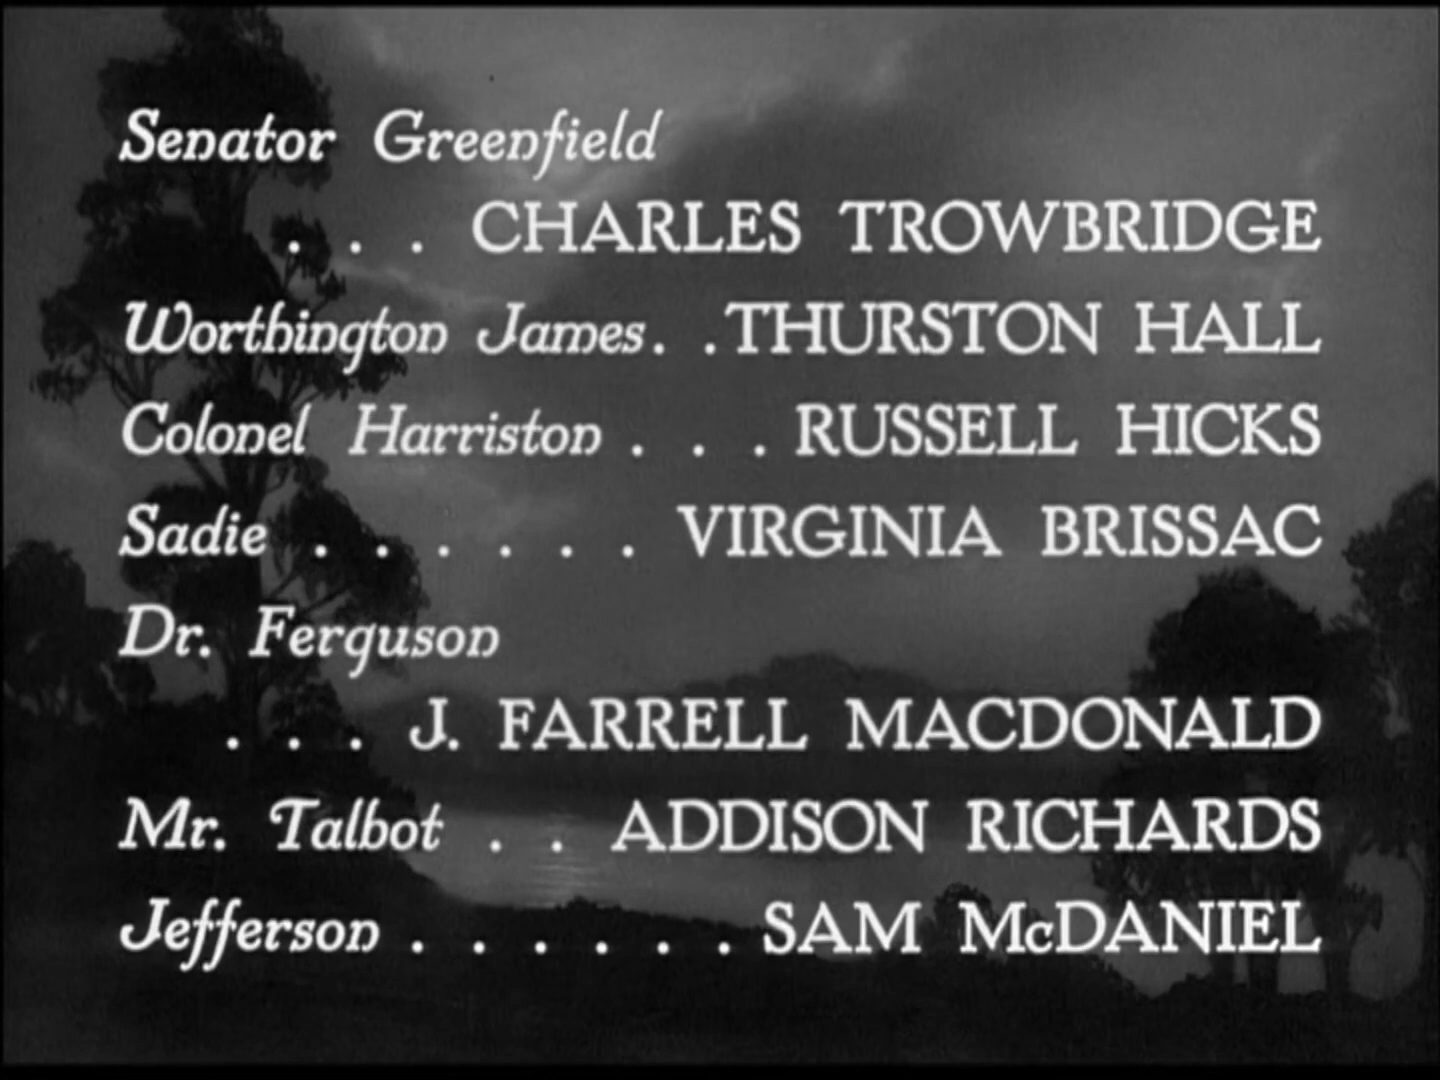 Senator Greenfield
. . . CHARLES TROWBRIDGE
Worthington James. . .THURSTON HALL
Colonel Harriston . . . RUSSELL HICKS
Sadie . . . . . . VIRGINIA BRISSAC
Dr. Ferguson
. . . J. FARRELL MACDONALD
Mr. Talbot . . ADDISON RICHARDS
Jefferson . . . . . . SAM McDANIEL